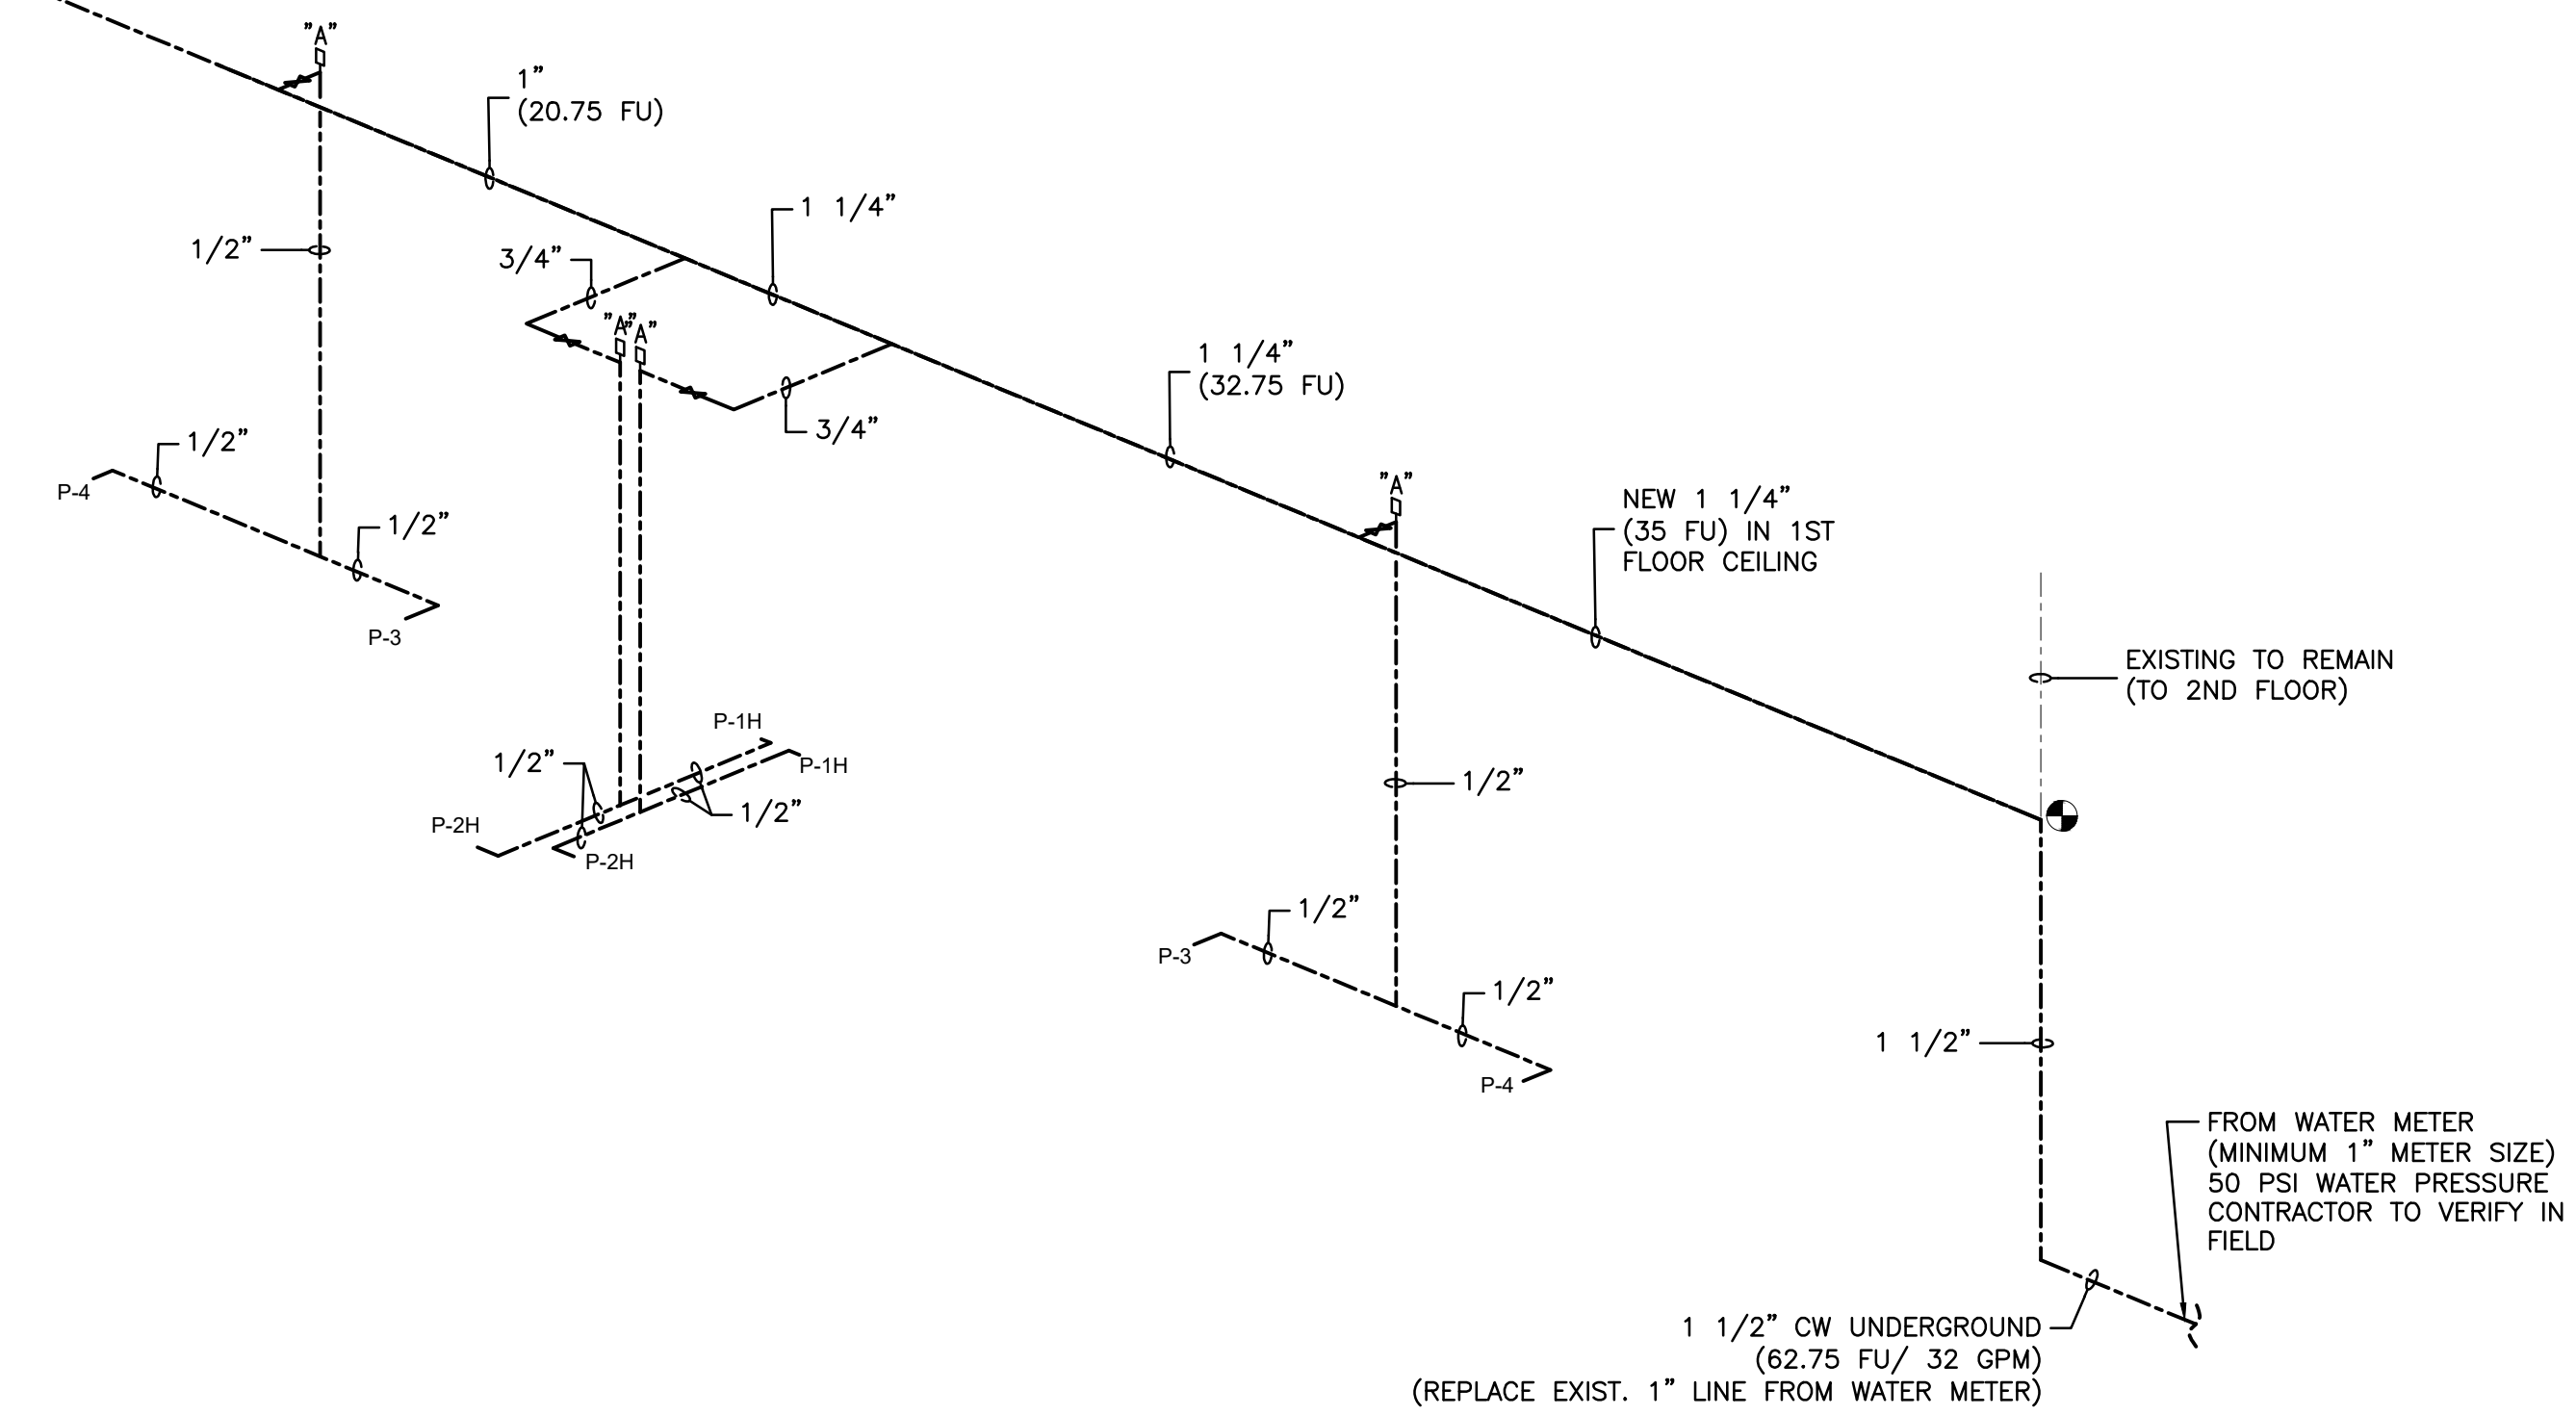 "A"
1"
(20.75 FU)
1 1/4"
1/2"
3/4"
"A"
"A"
3/4"
1 1/4"
(32.75 FU)
1/2"
P-4
1/2"
P-3
"A"
NEW 1 1/4"
(35 FU) IN 1ST
FLOOR CEILING
EXISTING TO REMAIN
(TO 2ND FLOOR)
P-1H
P-1H
1/2"
1/2"
P-2H
P-2H
1/2"
1/2"
P-3
1/2"
P-4
1 1/2"
FROM WATER METER
(MINIMUM 1" METER SIZE)
50 PSI WATER PRESSURE
CONTRACTOR TO VERIFY IN
FIELD
1 1/2" CW UNDERGROUND
(62.75 FU/ 32 GPM)
(REPLACE EXIST. 1" LINE FROM WATER METER)